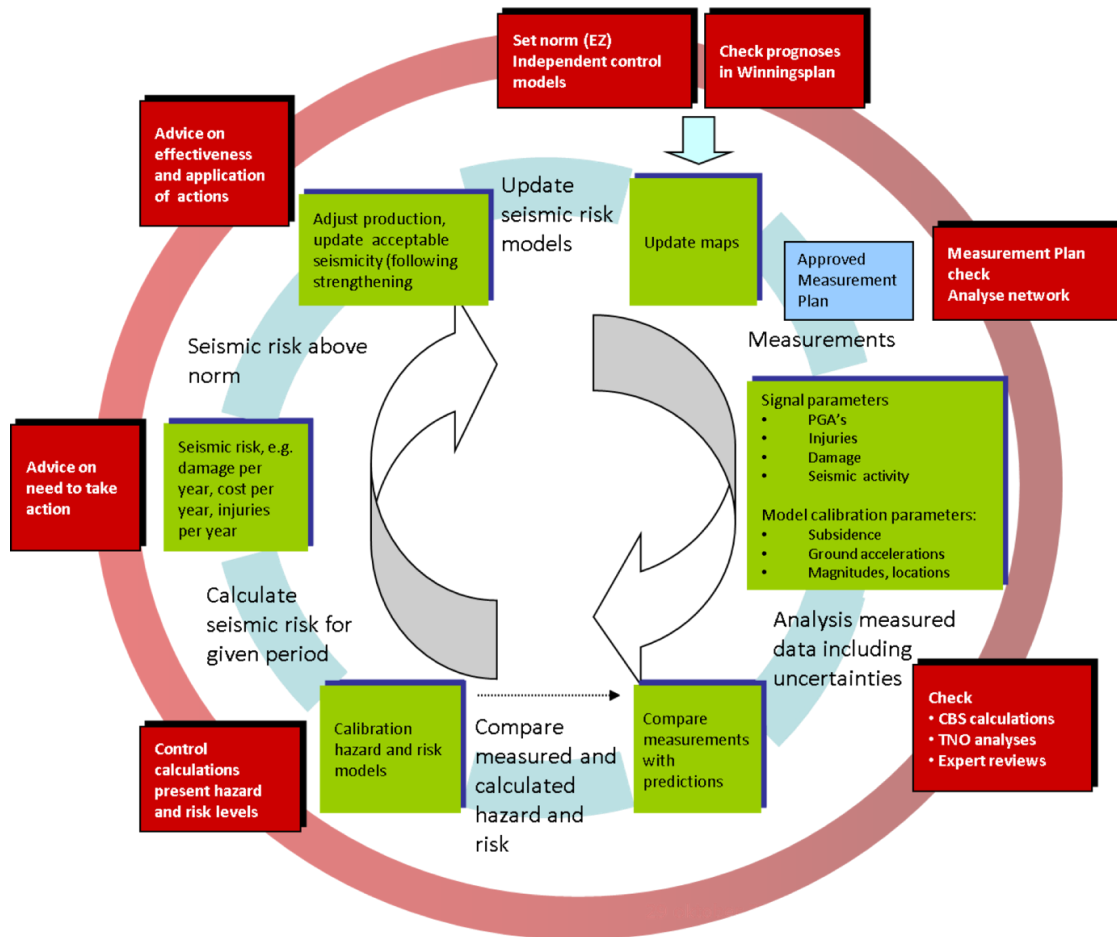 Set norm (EZ)
Independent control
models
Check prognoses
in Winningsplan
Advice on
effectiveness
and application
of actions
Update
seismic risk
models
Adjust production,
update acceptable
seismicity (following
strengthening
Update maps
Approved
Measurement
Plan
Measurement Plan
check
Analyse network
Measurements
Seismic risk above
norm
Signal parameters
• PGA's
• Injuries
• Damage
• Seismic activity
Model calibration parameters:
• Subsidence
• Ground accelerations
• Magnitudes, locations
Advice on
need to take
action
Seismic risk, e.g.
damage per
year, cost per
year, injuries
per year
Calculate
seismic risk for
given period
Analysis measured
data including
uncertainties
Check
• CBS calculations
• TNO analyses
• Expert reviews
Calibration
hazard and risk
models
Compare
measured and
calculated
hazard and
risk
Compare
measurements
with
predictions
Control
calculations
present hazard
and risk levels